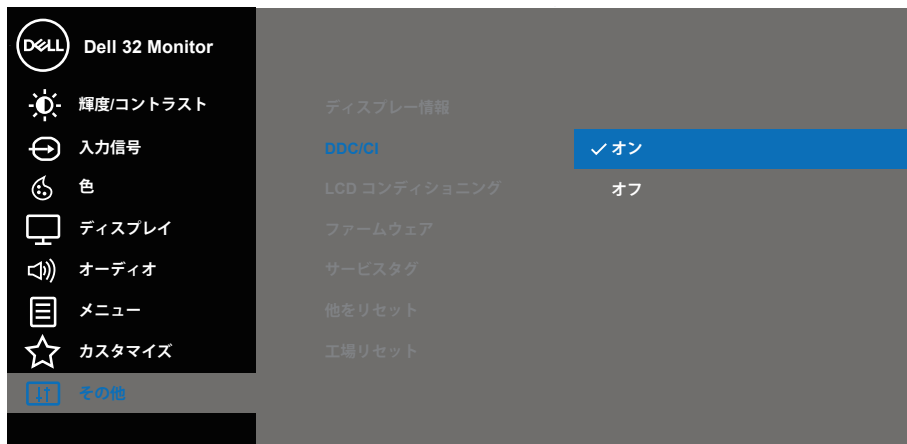 DELL
Dell 32 Monitor
輝度/コントラスト
入力信号
色
ディスプレイ
オーディオ
メニュー
カスタマイズ
その他
ディスプレー情報
DDC/CI
LCD コンディショニング
ファームウェア
サービスタグ
他をリセット
工場リセット
オン
オフ